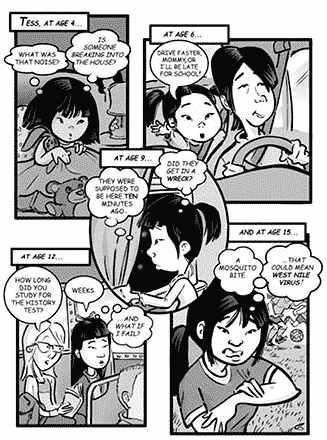 TESS, AT AGE 4...
WHAT WAS
THAT NOISE?
IS
SOMEONE
BREAKING INTO
THE HOUSE?
AT AGE 6...
DRIVE FASTER,
MOMMY, OR
I'LL BE LATE
FOR SCHOOL!
AT AGE 9...
THEY WERE
SUPPOSED TO
BE HERE TEN
MINUTES
AGO.
DID THEY
GET IN A
WRECK?
AT AGE 12...
HOW LONG
DID YOU
STUDY FOR
THE HISTORY
TEST?
WEEKS.
...AND
WHAT IF
I FAIL?
AND AT AGE 15...
A
MOSQUITO
BITE.
...THAT
COULD MEAN
WEST NILE
VIRUS!